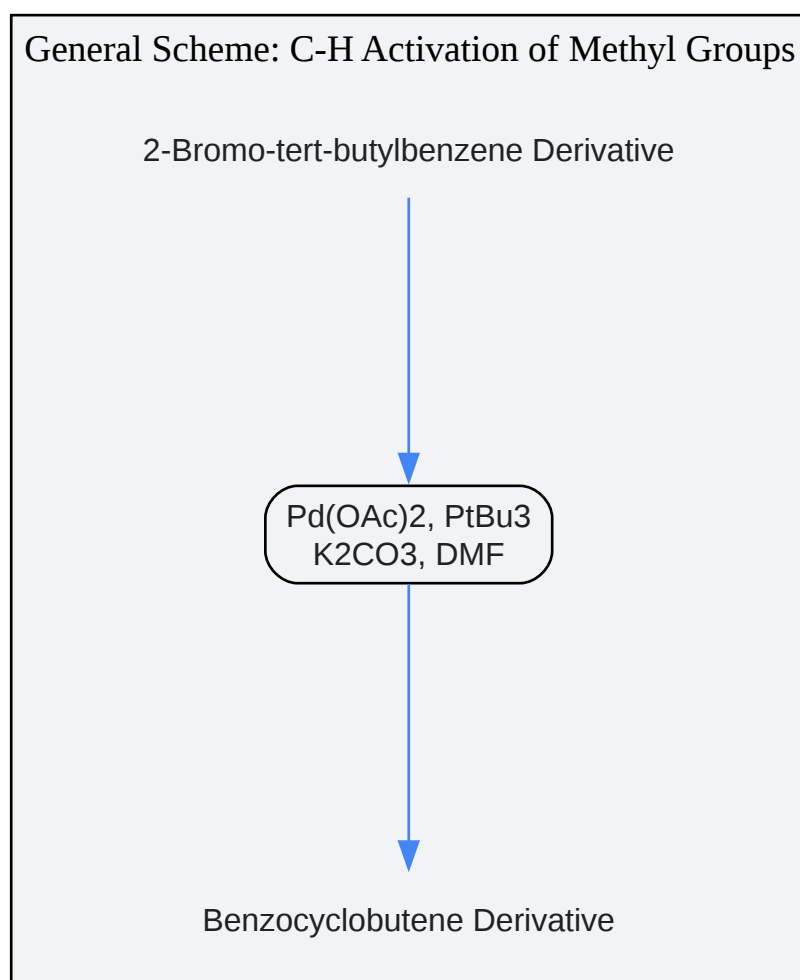 General Scheme: C-H Activation of Methyl Groups
2-Bromo-tert-butylbenzene Derivative
Pd(OAc)2, PtBu3
K2CO3, DMF
Benzocyclobutene Derivative